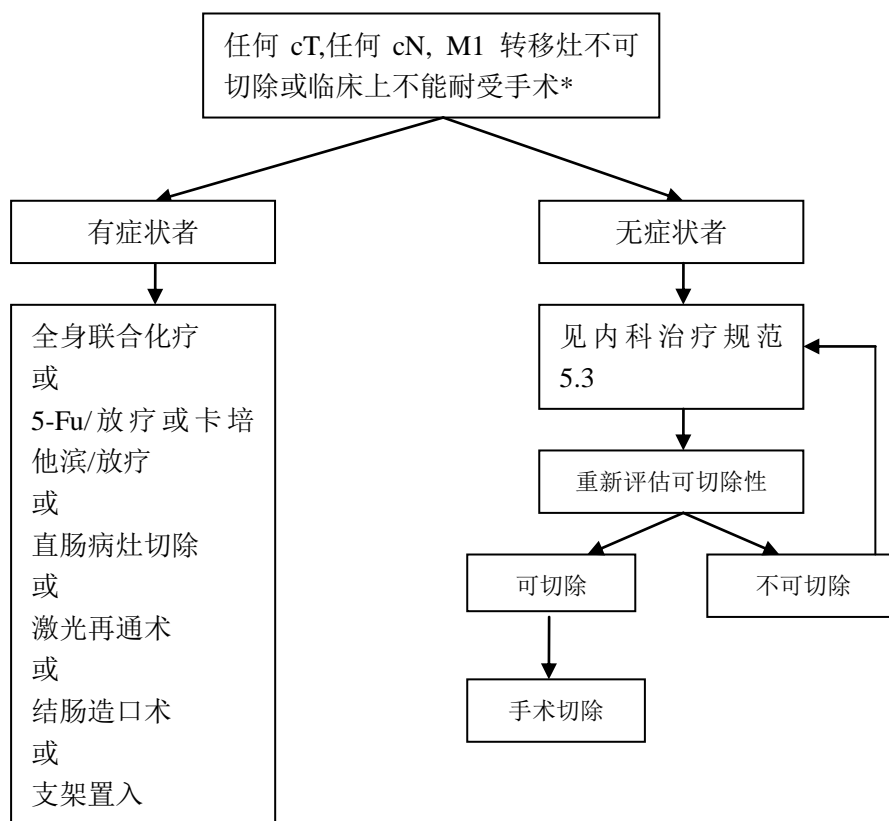 任何 cT,任何 cN, M1 转移灶不可
切除或临床上不能耐受手术*
有症状者
无症状者
全身联合化疗
或
5-Fu/放疗或卡培
他滨/放疗
或
直肠病灶切除
或
激光再通术
或
结肠造口术
或
支架置入
见内科治疗规范
5.3
重新评估可切除性
可切除
不可切除
手术切除